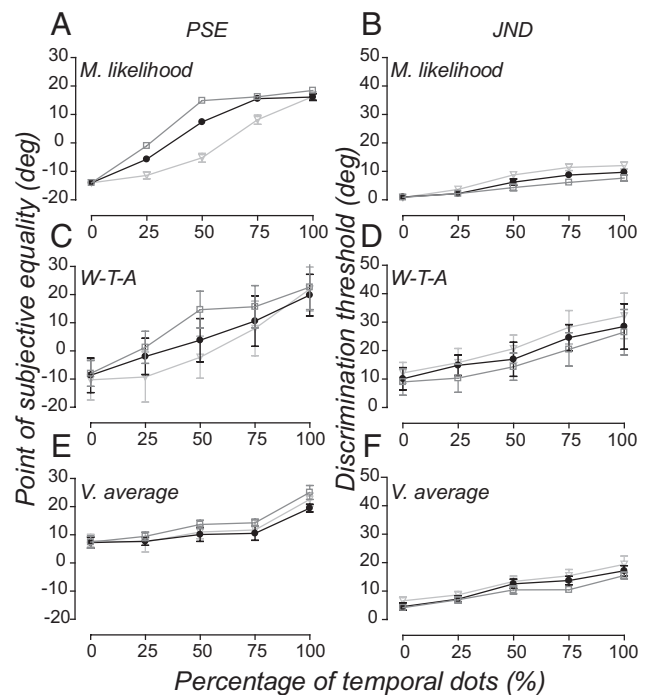 A PSE
B JND
M. likelihood
M. likelihood
30
20
10
0
-10
-20
0 25 50 75 100
30
20
10
0
0 25 50 75 100
C
D
W-T-A
W-T-A
30
20
10
0
-10
-20
0 25 50 75 100
50
40
30
20
10
0
0 25 50 75 100
E
F
V. average
V. average
30
20
10
0
-10
-20
0 25 50 75 100
50
40
30
20
10
0
0 25 50 75 100
Point of subjective equality (deg)
Discrimination threshold (deg)
Percentage of temporal dots (%)